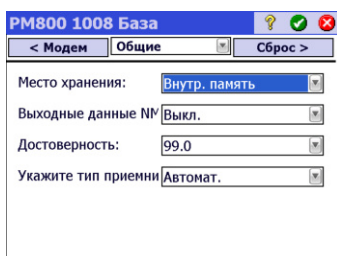 PM800 1008 База ?
< Модем Общие Сброс >
Место хранения: Внутр. память
Выходные данные NM Выкл.
Достоверность: 99.0
Укажите тип приемни Автомат.